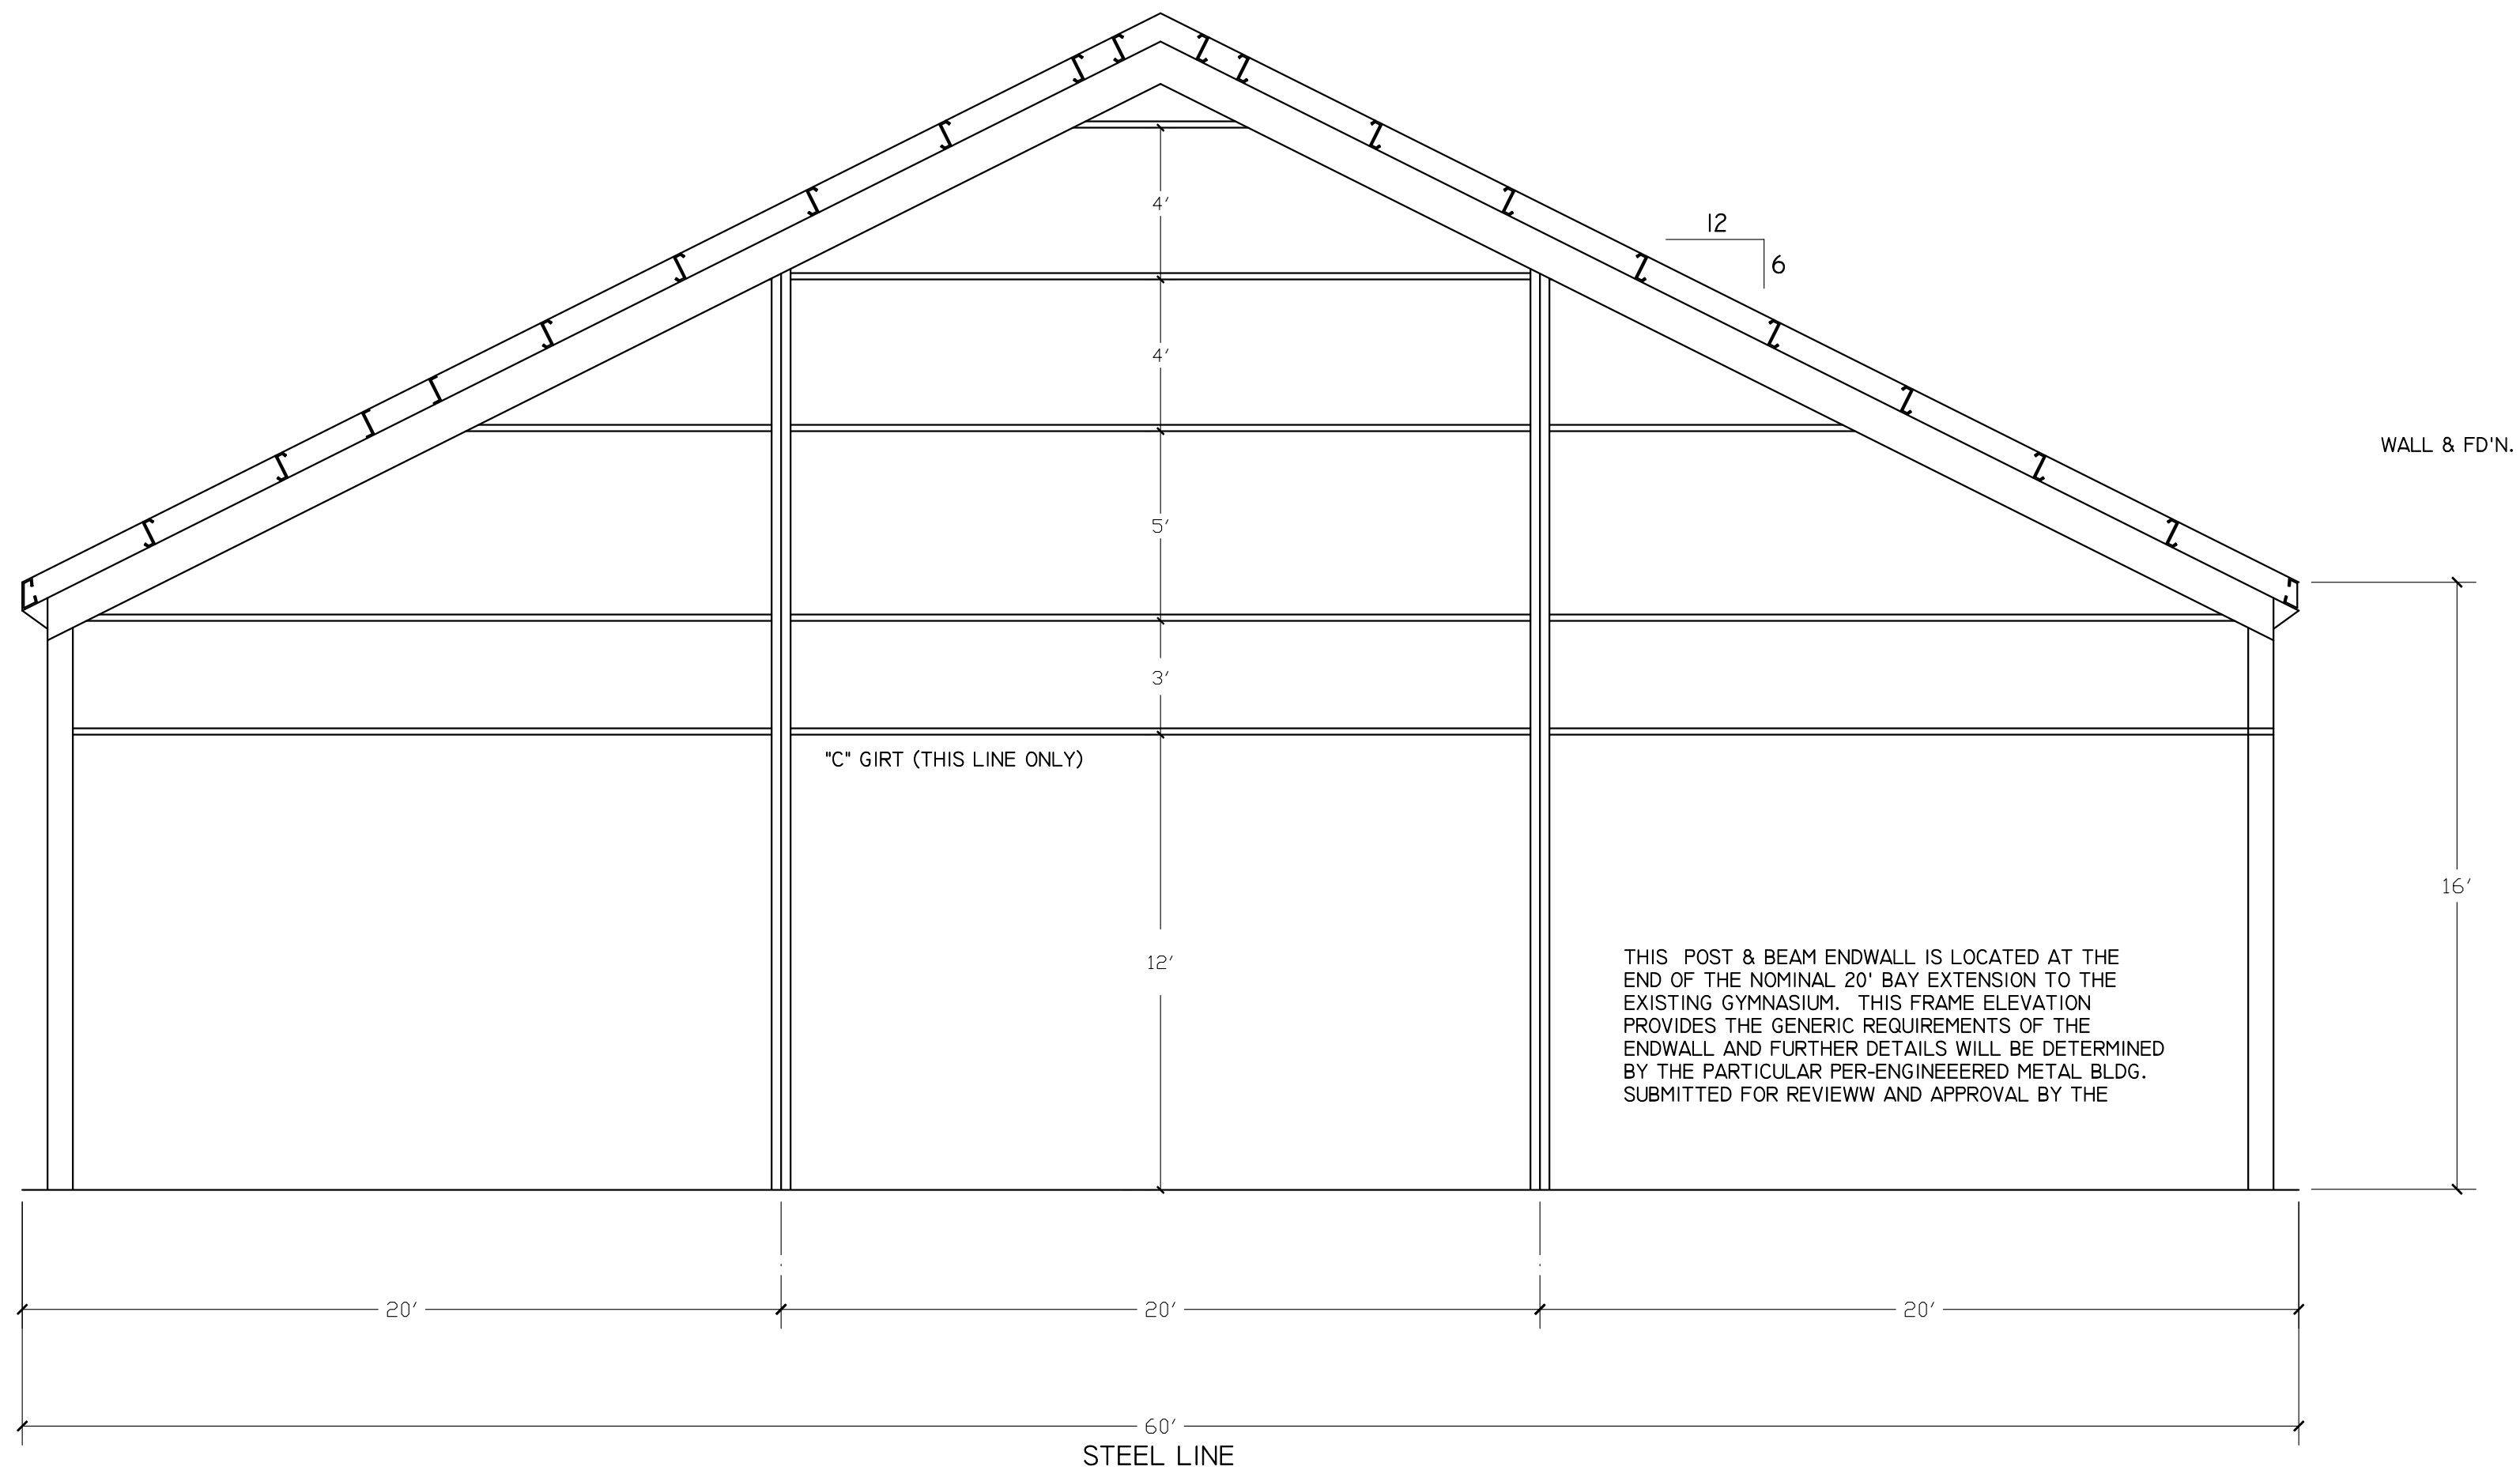 4'
12
6
4'
WALL & FD'N.
5'
3'
"C" GIRT (THIS LINE ONLY)
16'
12'
THIS POST & BEAM ENDWALL IS LOCATED AT THE
END OF THE NOMINAL 20' BAY EXTENSION TO THE
EXISTING GYMNASIUM. THIS FRAME ELEVATION
PROVIDES THE GENERIC REQUIREMENTS OF THE
ENDWALL AND FURTHER DETAILS WILL BE DETERMINED
BY THE PARTICULAR PER-ENGINEEERED METAL BLDG.
SUBMITTED FOR REVIEWW AND APPROVAL BY THE
20' 20' 20'
60'
STEEL LINE